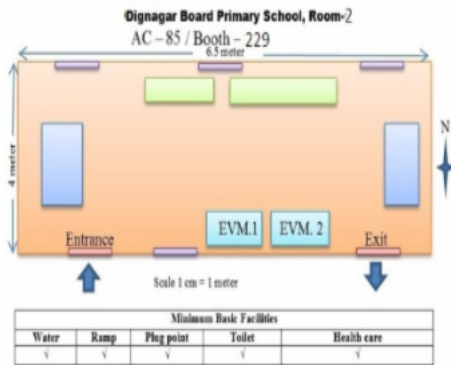 Oignagar Board Primary School, Room-2
AC – 85 / Booth – 229
6.5 meter
4 meter
N
EVM.1 EVM. 2
Entrance Exit
Scale 1 cm = 1 meter
Minimum Basic Facilities
Water Ramp Plug point Toilet Health care
√ √ √ √ √